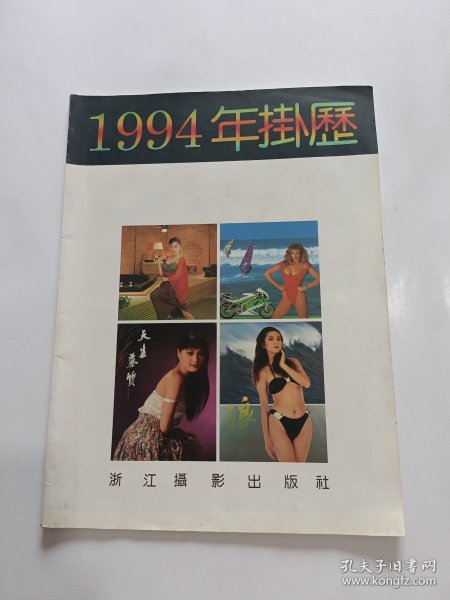 1994年掛歷
天生
麗質
浪
浙江攝影出版社
孔夫子旧书网
www.kongfz.com